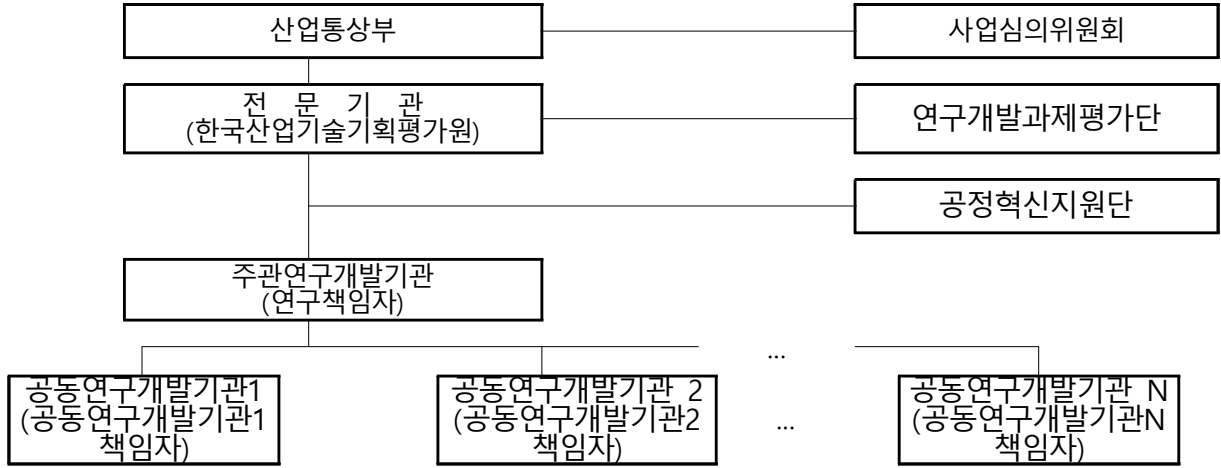 산업통상부
사업심의위원회
전 문 기 관
(한국산업기술기획평가원)
연구개발과제평가단
공정혁신지원단
주관연구개발기관
(연구책임자)
...
공동연구개발기관1
(공동연구개발기관1
책임자)
공동연구개발기관 2
(공동연구개발기관2
책임자)
...
공동연구개발기관 N
(공동연구개발기관N
책임자)